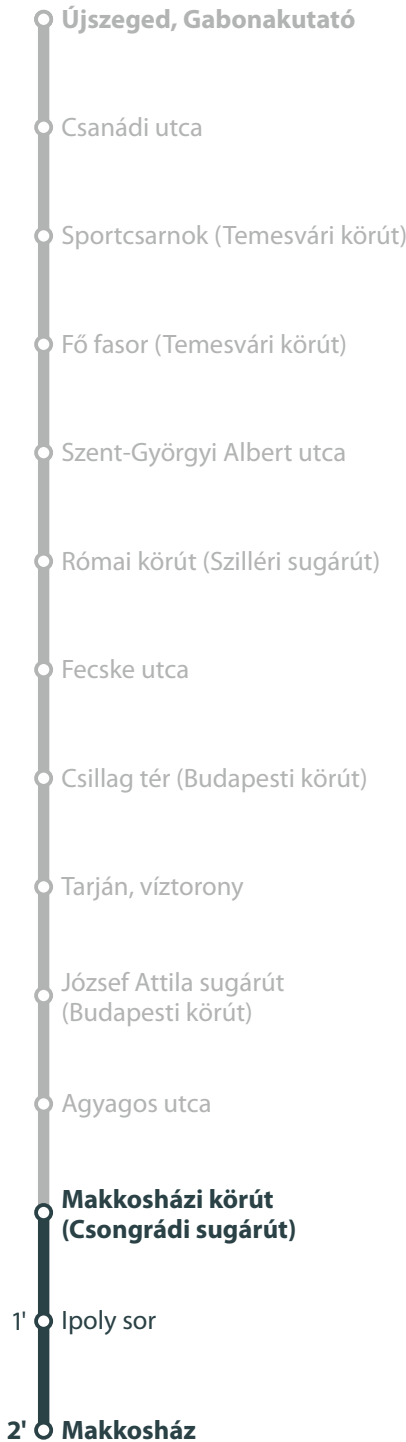 Újszeged, Gabonakutató
Csanádi utca
Sportcsarnok (Temesvári körút)
Fő fasor (Temesvári körút)
Szent-Györgyi Albert utca
Római körút (Szilléri sugárút)
Fecske utca
Csillag tér (Budapesti körút)
Tarján, víztorony
József Attila sugárút
(Budapesti körút)
Agyagos utca
Makkosházi körút
(Csongrádi sugárút)
1' Ipoly sor
2' Makkosház